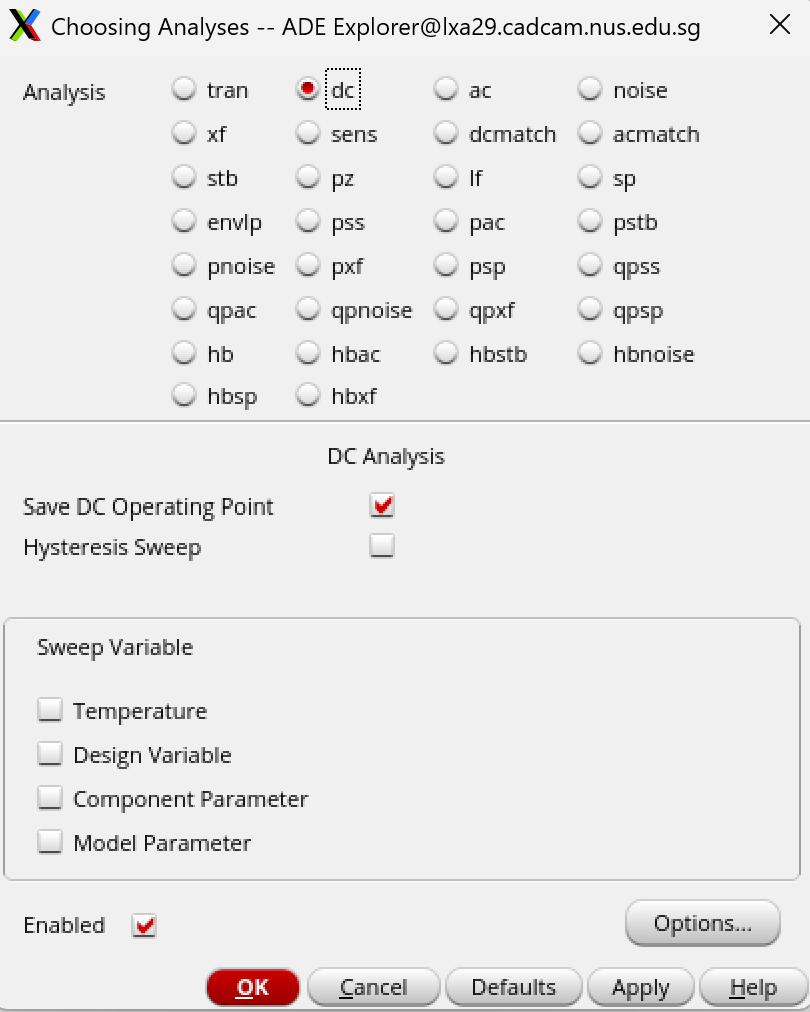 Choosing Analyses -- ADE Explorer@lxa29.cadcam.nus.edu.sg
Analysis tran dc ac noise
xf sens dcmatch acmatch
stb pz lf sp
envlp pss pac pstb
pnoise pxf psp qpss
qpac qpnoise qpxf qpsp
hb hbac hbstb hbnoise
hbsp hbxf
DC Analysis
Save DC Operating Point
Hysteresis Sweep
Sweep Variable
Temperature
Design Variable
Component Parameter
Model Parameter
Enabled Options...
OK Cancel Defaults Apply Help